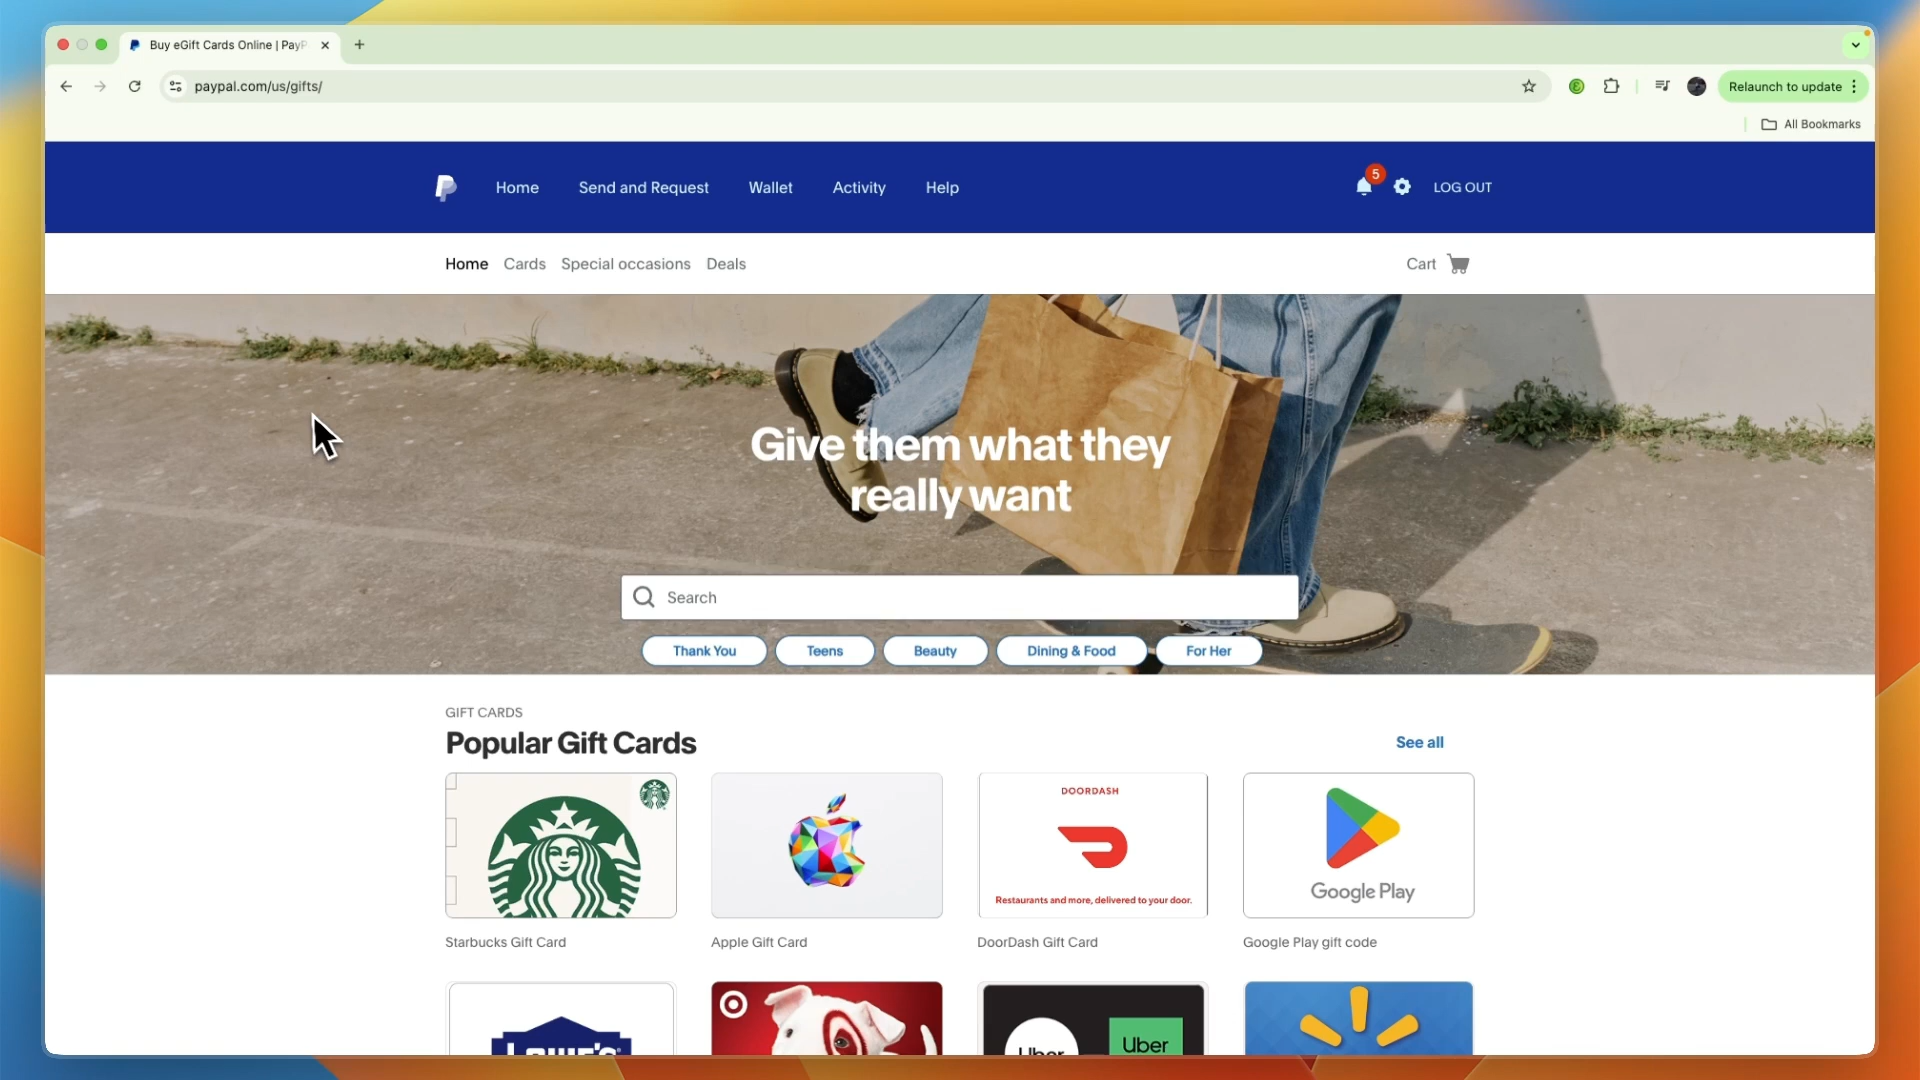 Buy eGift Cards Online | PayP
paypal.com/us/gifts/
Relaunch to update
All Bookmarks
Home Send and Request Wallet Activity Help 5 LOG OUT
Home Cards Special occasions Deals Cart
Give them what they
really want
Search
Thank You Teens Beauty Dining & Food For Her
GIFT CARDS
Popular Gift Cards See all
DOORDASH
Restaurants and more, delivered to your door.
Google Play
Starbucks Gift Card Apple Gift Card DoorDash Gift Card Google Play gift code
LOWE'S
Uber
Uber